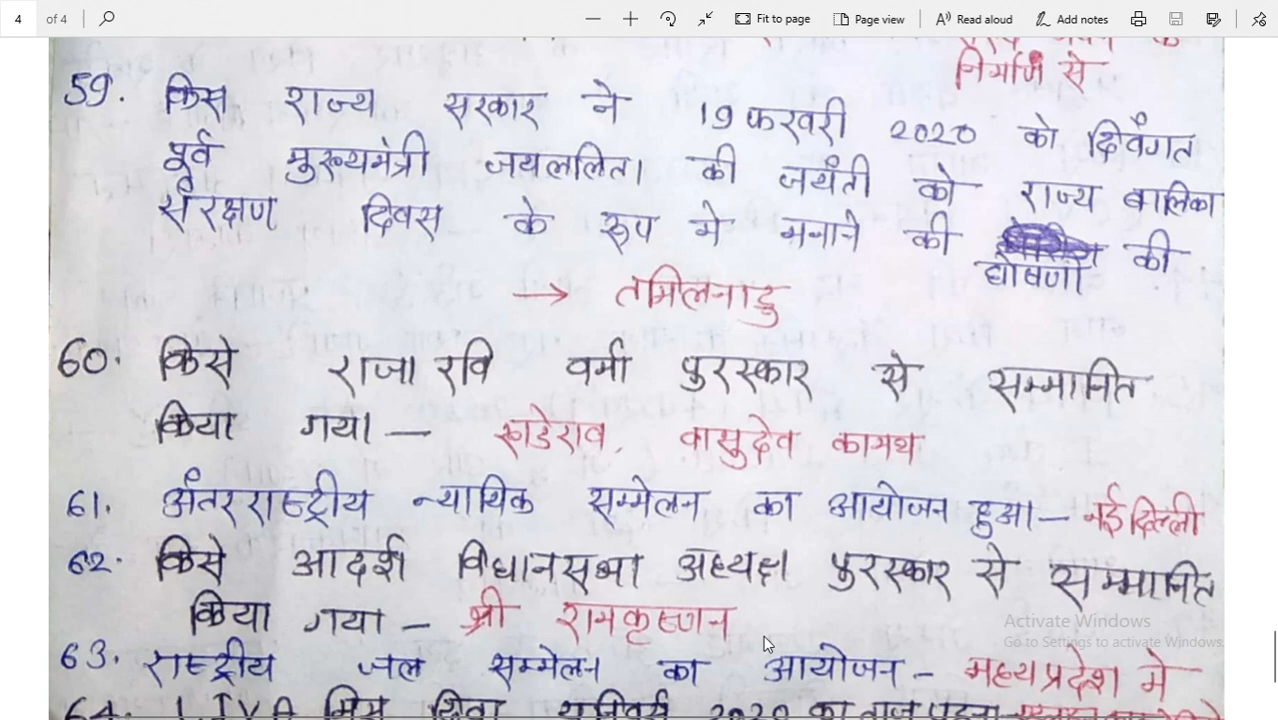 4 of 4 Fit to page Page view Read aloud Add notes
निर्माण से
59. किस राज्य सरकार ने 19 फरवरी 2020 को दिवंगत
पूर्व मुख्यमंत्री जयललिता की जयंती को राज्य बालिका
संरक्षण दिवस के रूप मे मनाने की की
घोषणा
→ तमिलनाडु
60. किसे राजा रवि वर्मा पुरस्कार से सम्मानित
किया गया — वासुदेव कामथ
61. अंतरराष्ट्रीय न्यायिक सम्मेलन का आयोजन हुआ — नई दिल्ली
62. किसे आदर्श विधानसभा अध्यक्ष पुरस्कार से सम्मानित
किया गया — श्री रामकृष्णन
Activate Windows
Go to Settings to activate Windows.
63. राष्ट्रीय जल सम्मेलन का आयोजन — मध्यप्रदेश मे
64. 2020 का ताज पहना